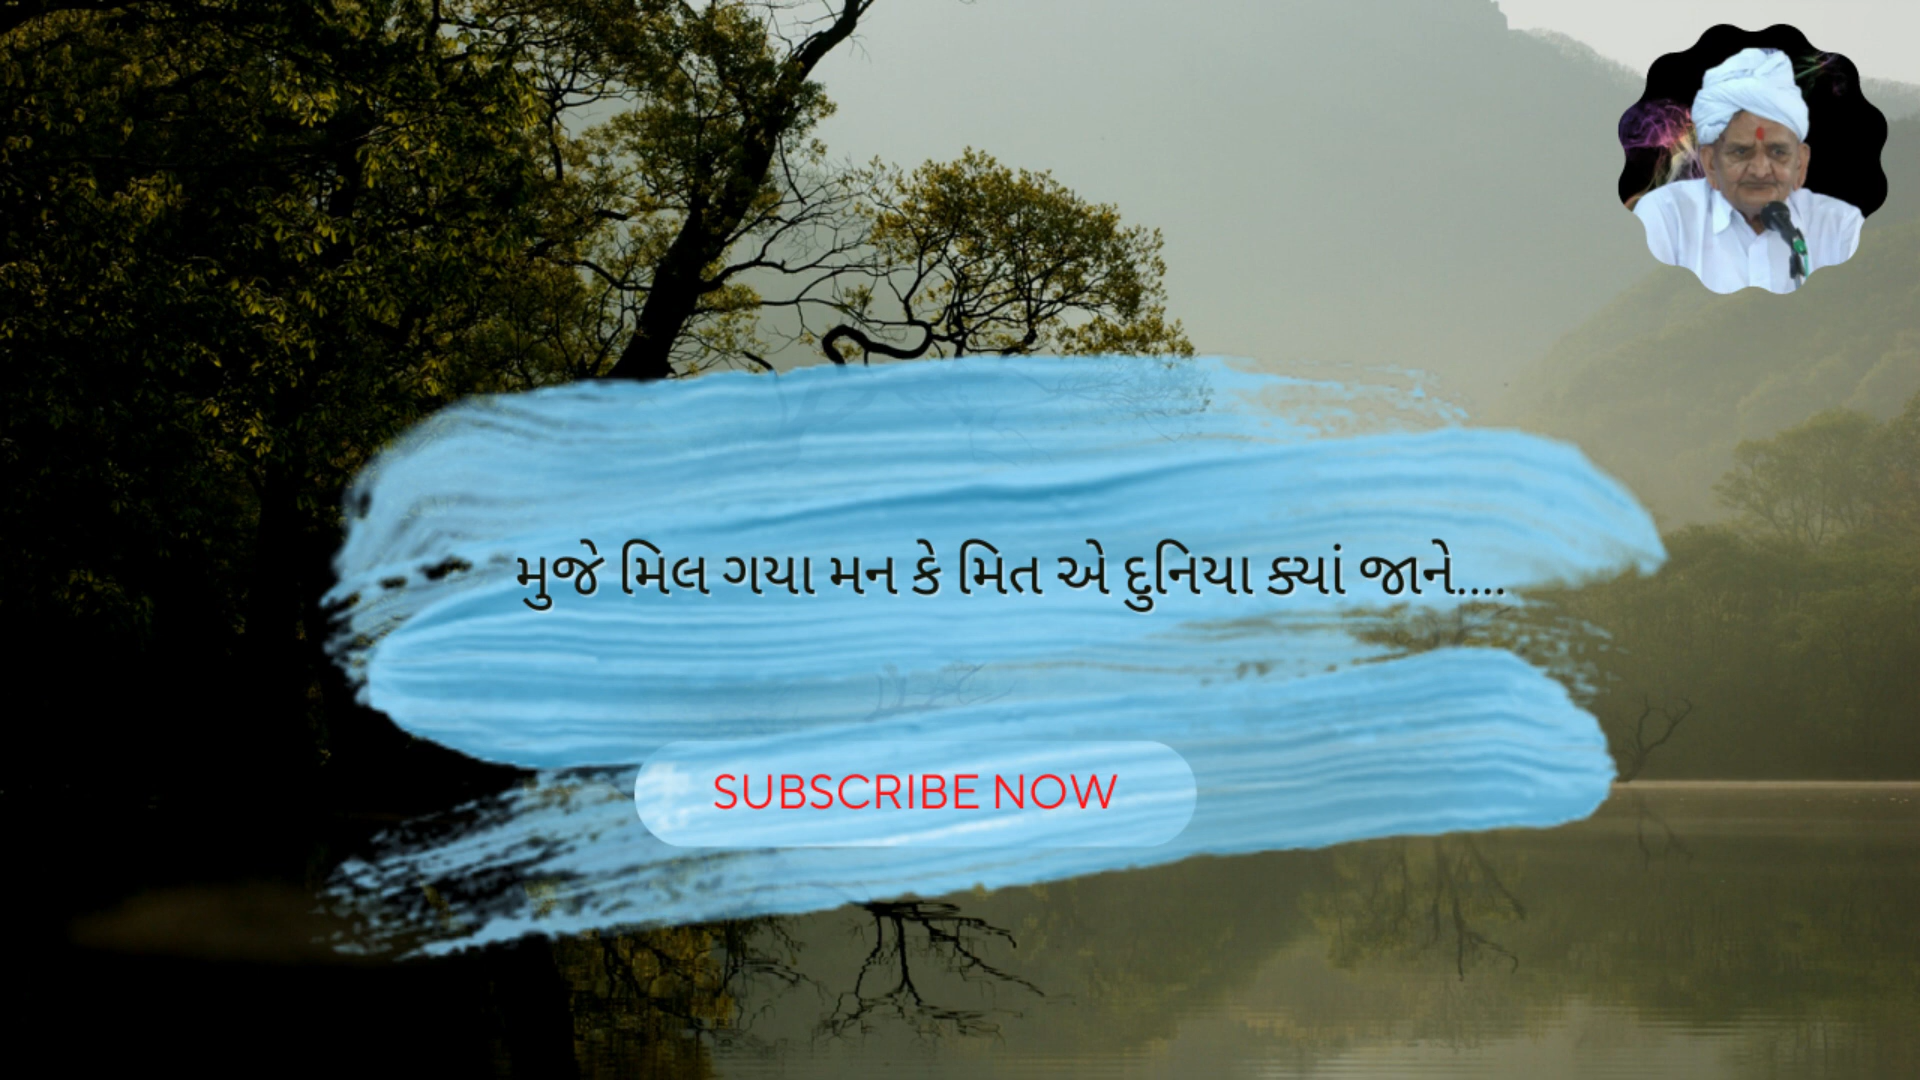 મુજે મિલ ગયા મન કે મિત એ દુનિયા ક્યાં જાને....
SUBSCRIBE NOW